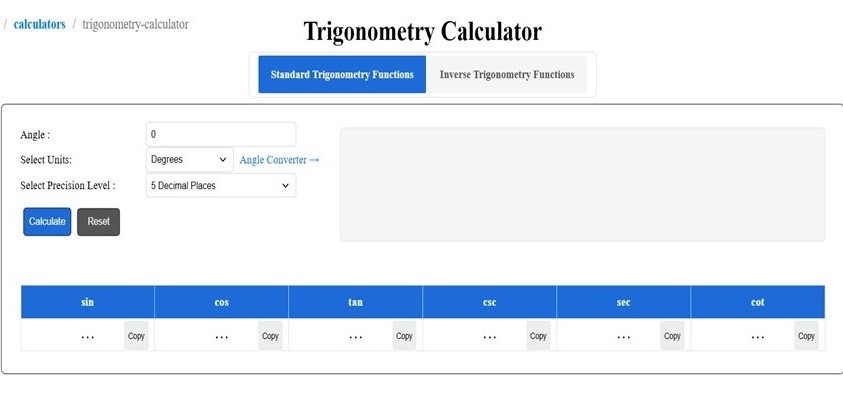 / calculators / trigonometry-calculator
Trigonometry Calculator
Standard Trigonometry Functions Inverse Trigonometry Functions
Angle : 0
Select Units: Degrees Angle Converter →
Select Precision Level : 5 Decimal Places
Calculate Reset
sin cos tan csc sec cot
... Copy ... Copy ... Copy ... Copy ... Copy ... Copy